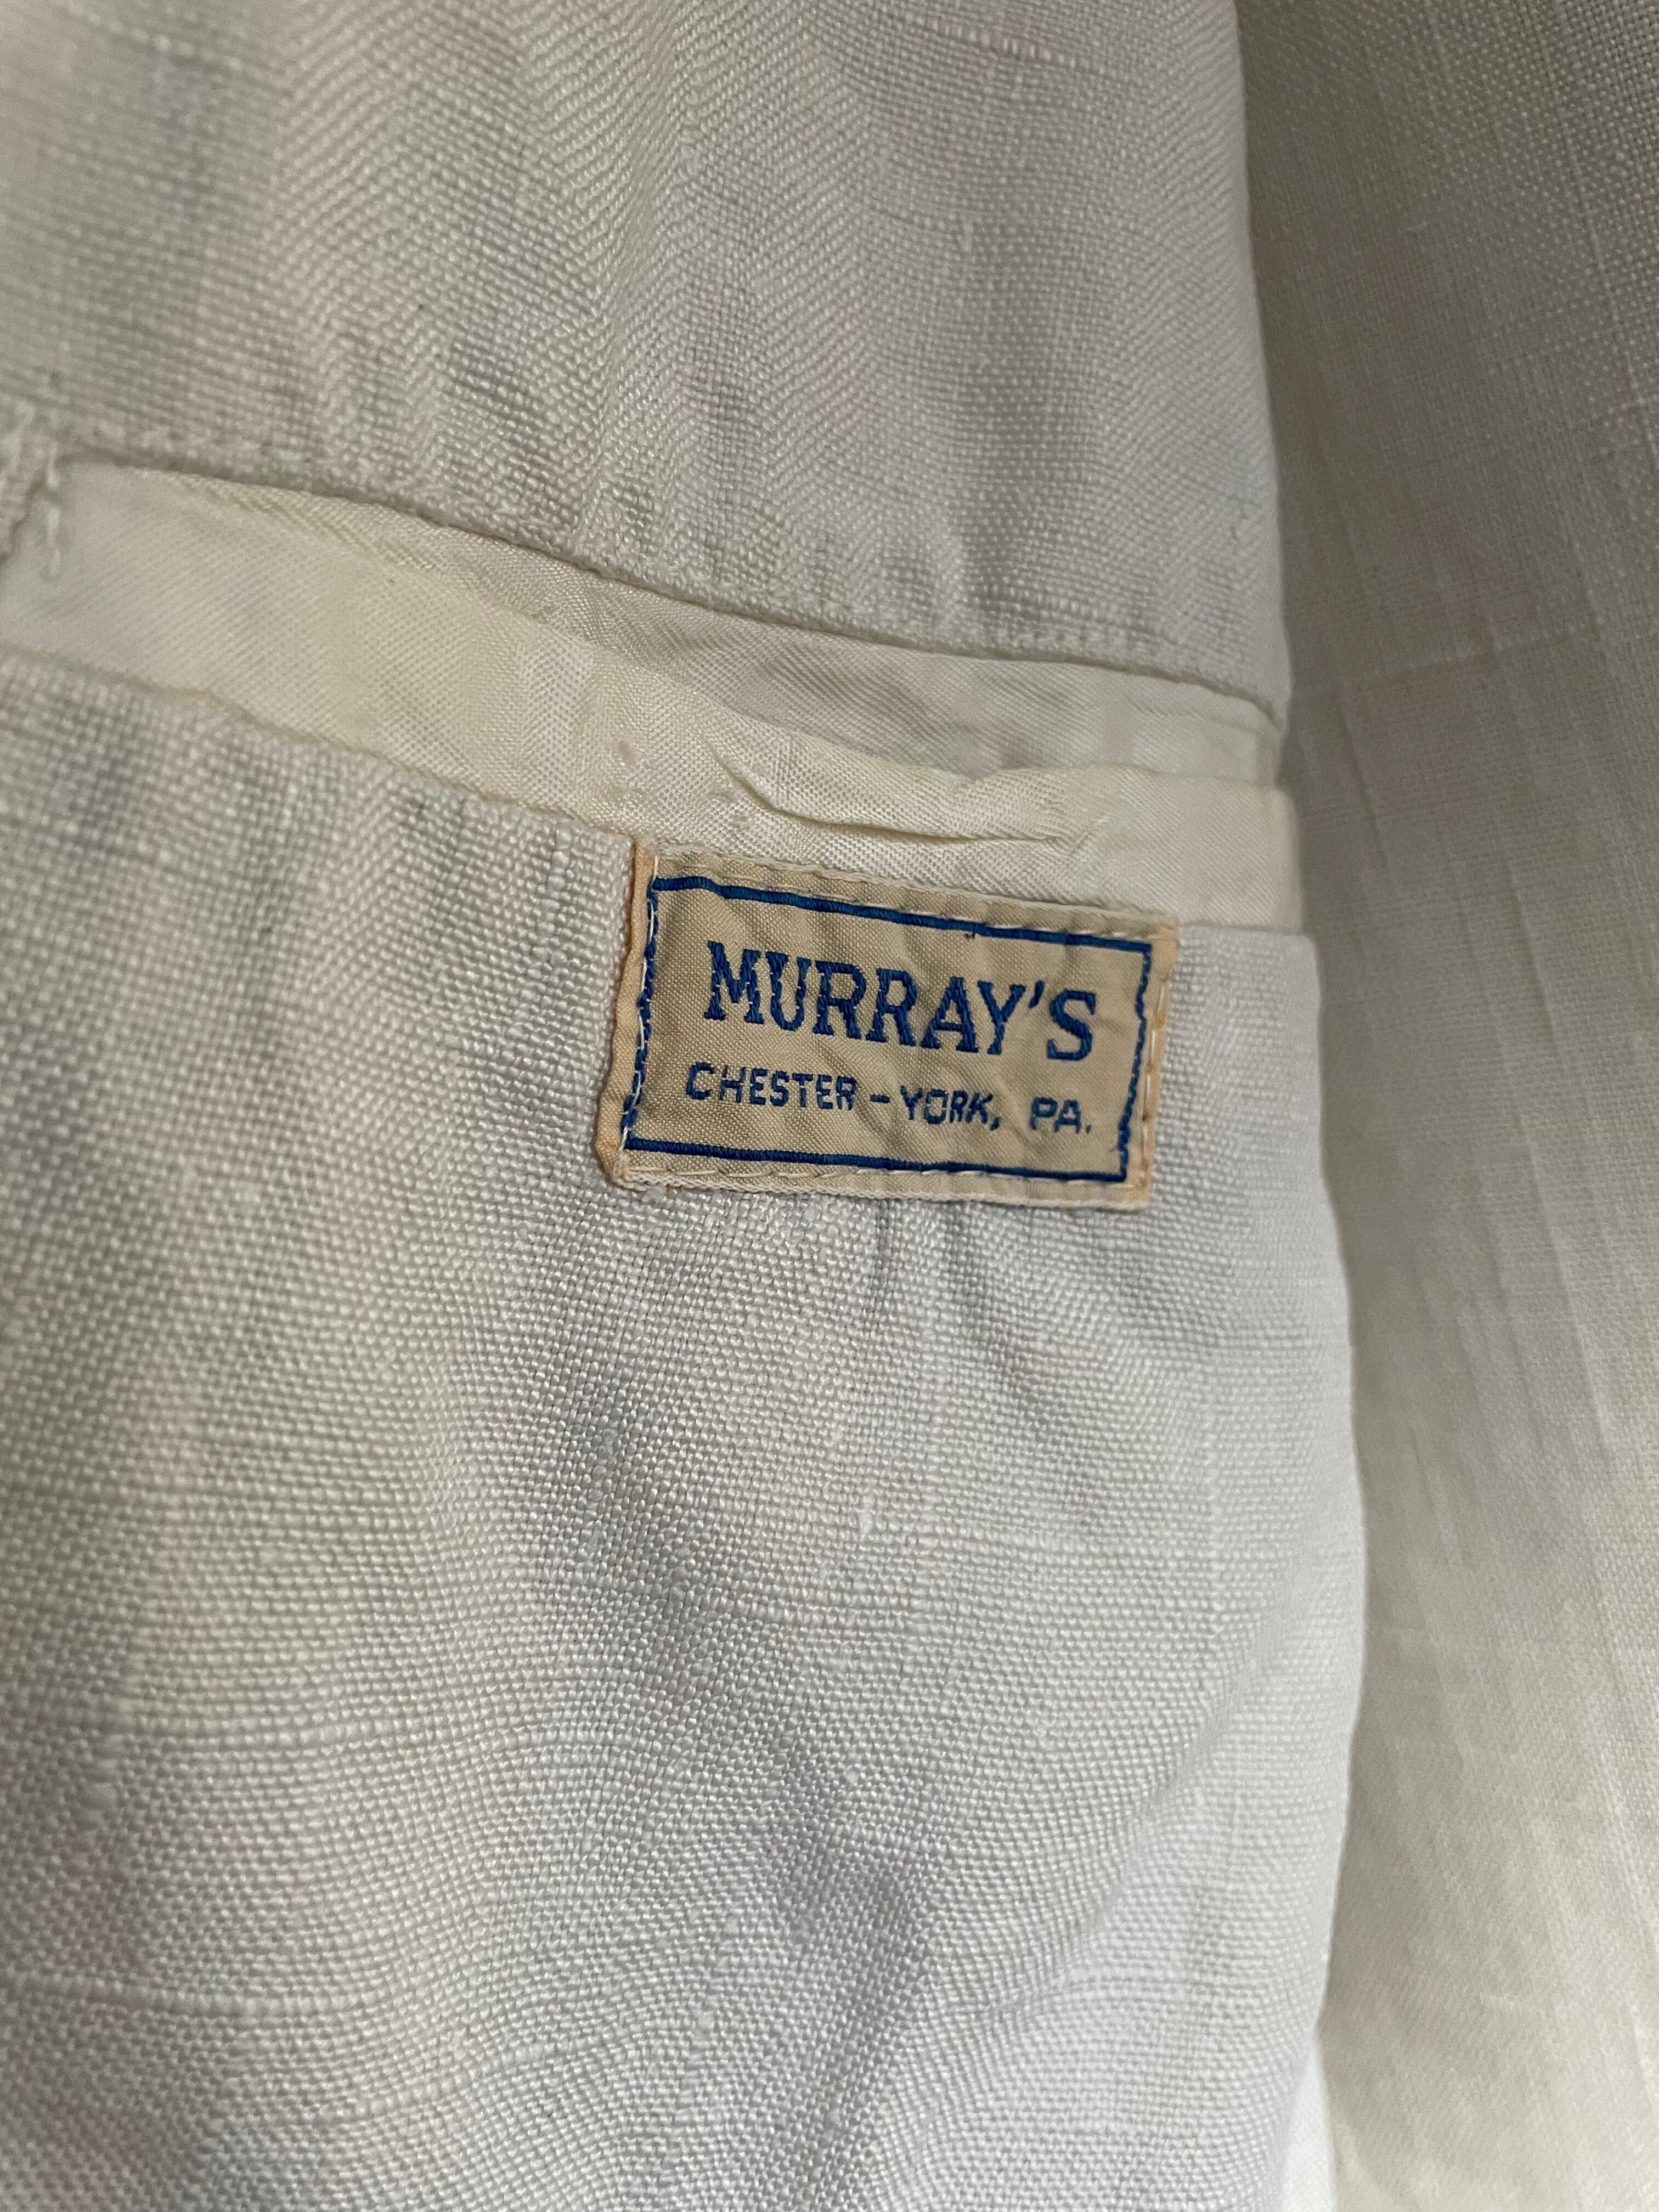 MURRAY'S
CHESTER - YORK, PA.